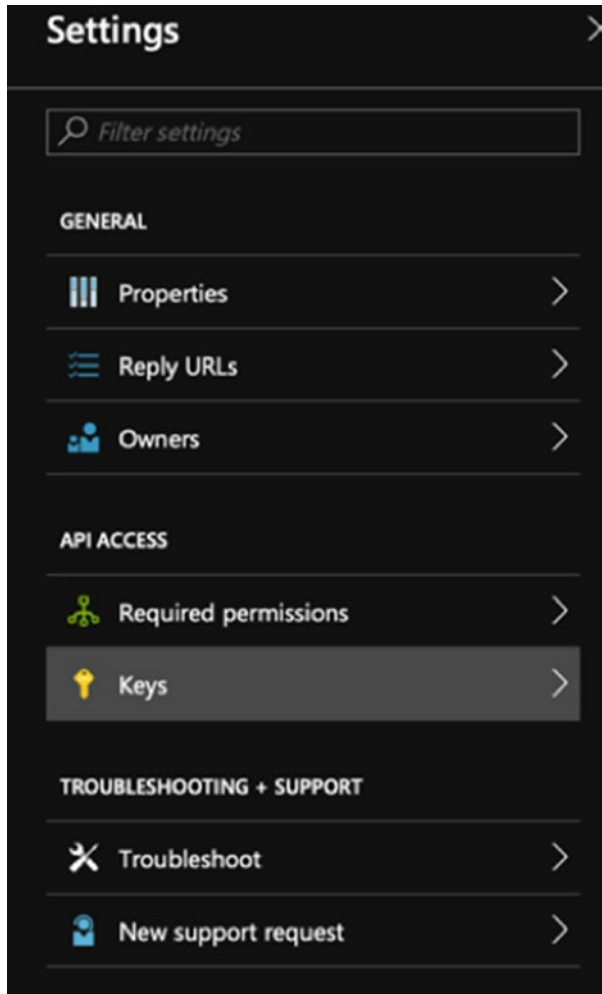 Settings
Filter settings
GENERAL
Properties
Reply URLs
Owners
API ACCESS
Required permissions
Keys
TROUBLESHOOTING + SUPPORT
Troubleshoot
New support request